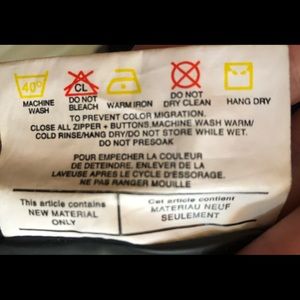 40°
CL
MACHINE WASH
DO NOT BLEACH
WARM IRON
DO NOT DRY CLEAN
HANG DRY
TO PREVENT COLOR MIGRATION.
CLOSE ALL ZIPPER + BUTTONS.MACHINE WASH WARM/
COLD RINSE/HANG DRY/DO NOT STORE WHILE WET.
DO NOT PRESOAK
POUR EMPECHER LA COULEUR
DE DETEINDRE, ENLEVER DE LA
LAVEUSE APRES LE CYCLE D'ESSORAGE.
NE PAS RANGER MOUILLE
This article contains
NEW MATERIAL
ONLY
Cet article contient
MATERIAU NEUF
SEULEMENT